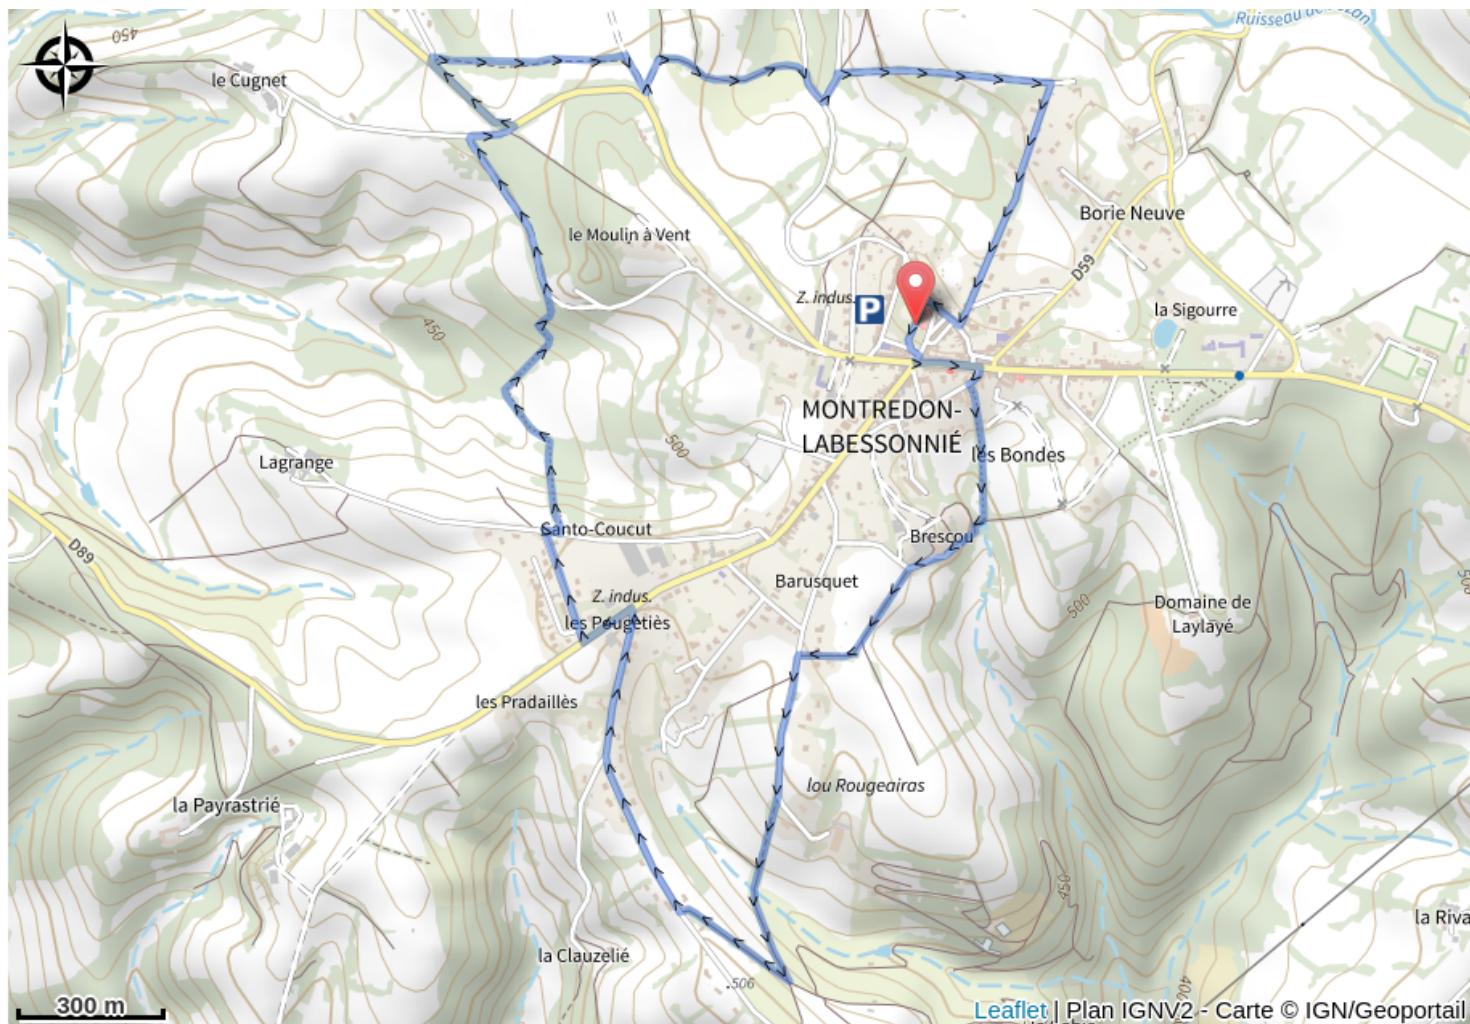 Ruisseau de
450
le Cugnet
Borie Neuve
le Moulin à Vent
D59
Z. indus.
P
la Sigourre
450
MONTREDON-
LABESSONNIÉ
500
les Bondes
Lagrange
Santo-Coucut
Brescou
D89
Barusquet
500
Z. indus.
Domaine de
Laylayé
les Pougetiès
les Pradaillès
lou Rougeairas
la Payrastrié
450
la Riva
la Clauzelié
.506
400
300 m
Leaflet | Plan IGNV2 - Carte © IGN/Geoportail